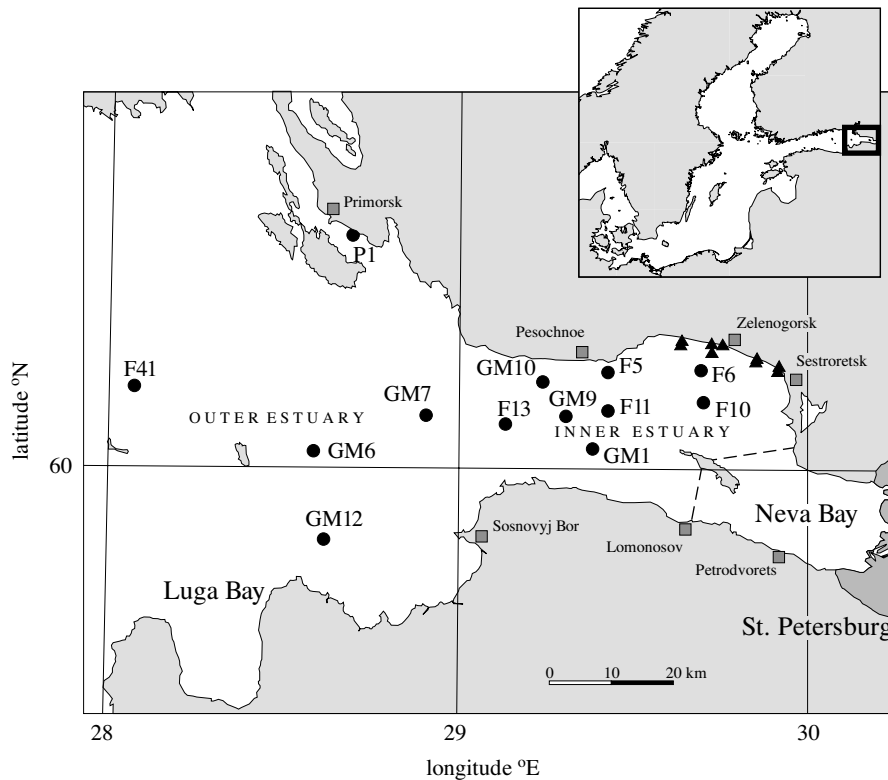 Primorsk
P1
Zelenogorsk
Pesochnoe
Sestroretsk
F41
GM10
F5
F6
GM7
GM9
F13
F11
F10
OUTER ESTUARY
INNER ESTUARY
GM6
GM1
latitude ºN
60
GM12
Sosnovyj Bor
Neva Bay
Lomonosov
Petrodvorets
Luga Bay
St. Petersburg
0 10 20 km
28 29 30
longitude ºE